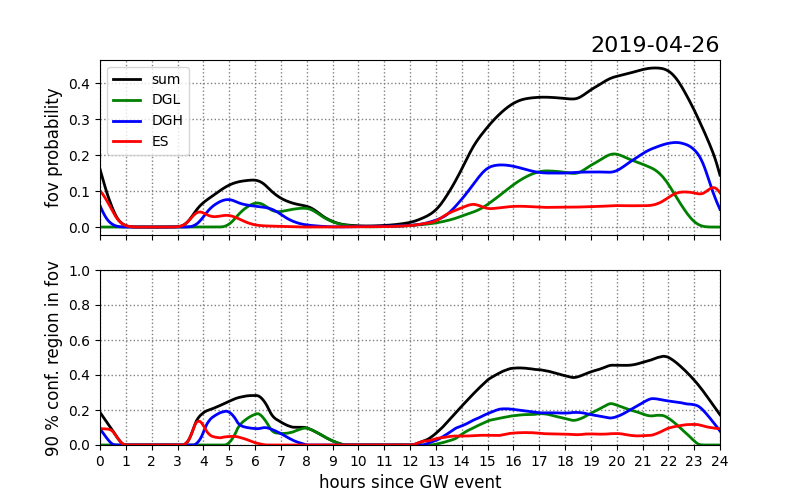 2019-04-26
fov probability
0.4
0.3
0.2
0.1
0.0
sum
DGL
DGH
ES
90 % conf. region in fov
1.0
0.8
0.6
0.4
0.2
0.0
0 1 2 3 4 5 6 7 8 9 10 11 12 13 14 15 16 17 18 19 20 21 22 23 24
hours since GW event